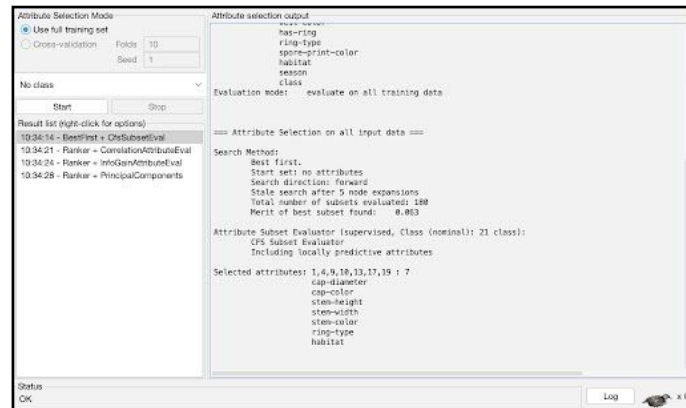 Attribute Selection Mode
Use full training set
Cross-validation Folds 10
Seed 1
No class
Start Stop
Result list (right-click for options)
10:34:14 - BestFirst + CfsSubsetEval
10:34:21 - Ranker + CorrelationAttributeEval
10:34:24 - Ranker + InfoGainAttributeEval
10:34:28 - Ranker + PrincipalComponents
Attribute selection output
has-ring
ring-type
spore-print-color
habitat
season
class
Evaluation mode: evaluate on all training data
=== Attribute Selection on all input data ===
Search Method:
Best first.
Start set: no attributes
Search direction: forward
Stale search after 5 node expansions
Total number of subsets evaluated: 180
Merit of best subset found: 0.063
Attribute Subset Evaluator (supervised, Class (nominal): 21 class):
CFS Subset Evaluator
Including locally predictive attributes
Selected attributes: 1,4,9,10,13,17,19 : 7
cap-diameter
cap-color
stem-height
stem-width
stem-color
ring-type
habitat
Status
OK
Log